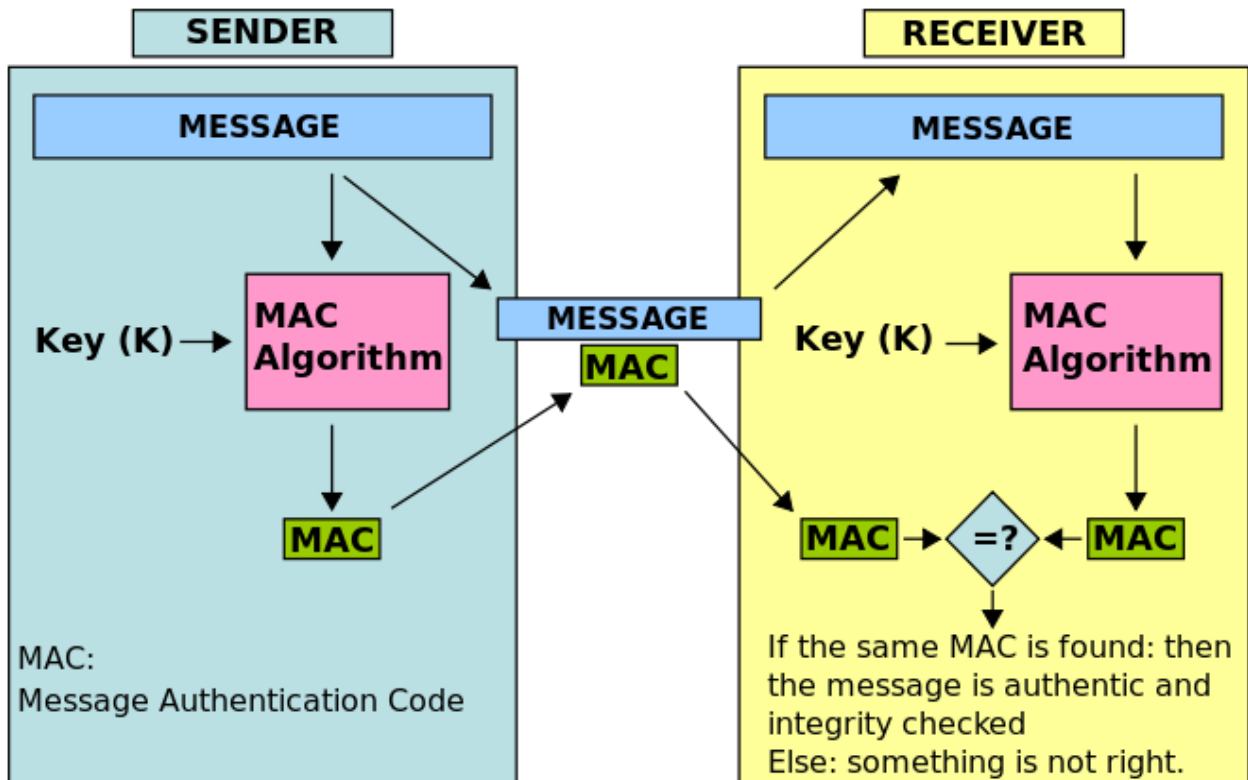 SENDER
MESSAGE
Key (K)
MAC
Algorithm
MAC
MAC:
Message Authentication Code
MESSAGE
MAC
RECEIVER
MESSAGE
Key (K)
MAC
Algorithm
MAC
=?
MAC
If the same MAC is found: then
the message is authentic and
integrity checked
Else: something is not right.